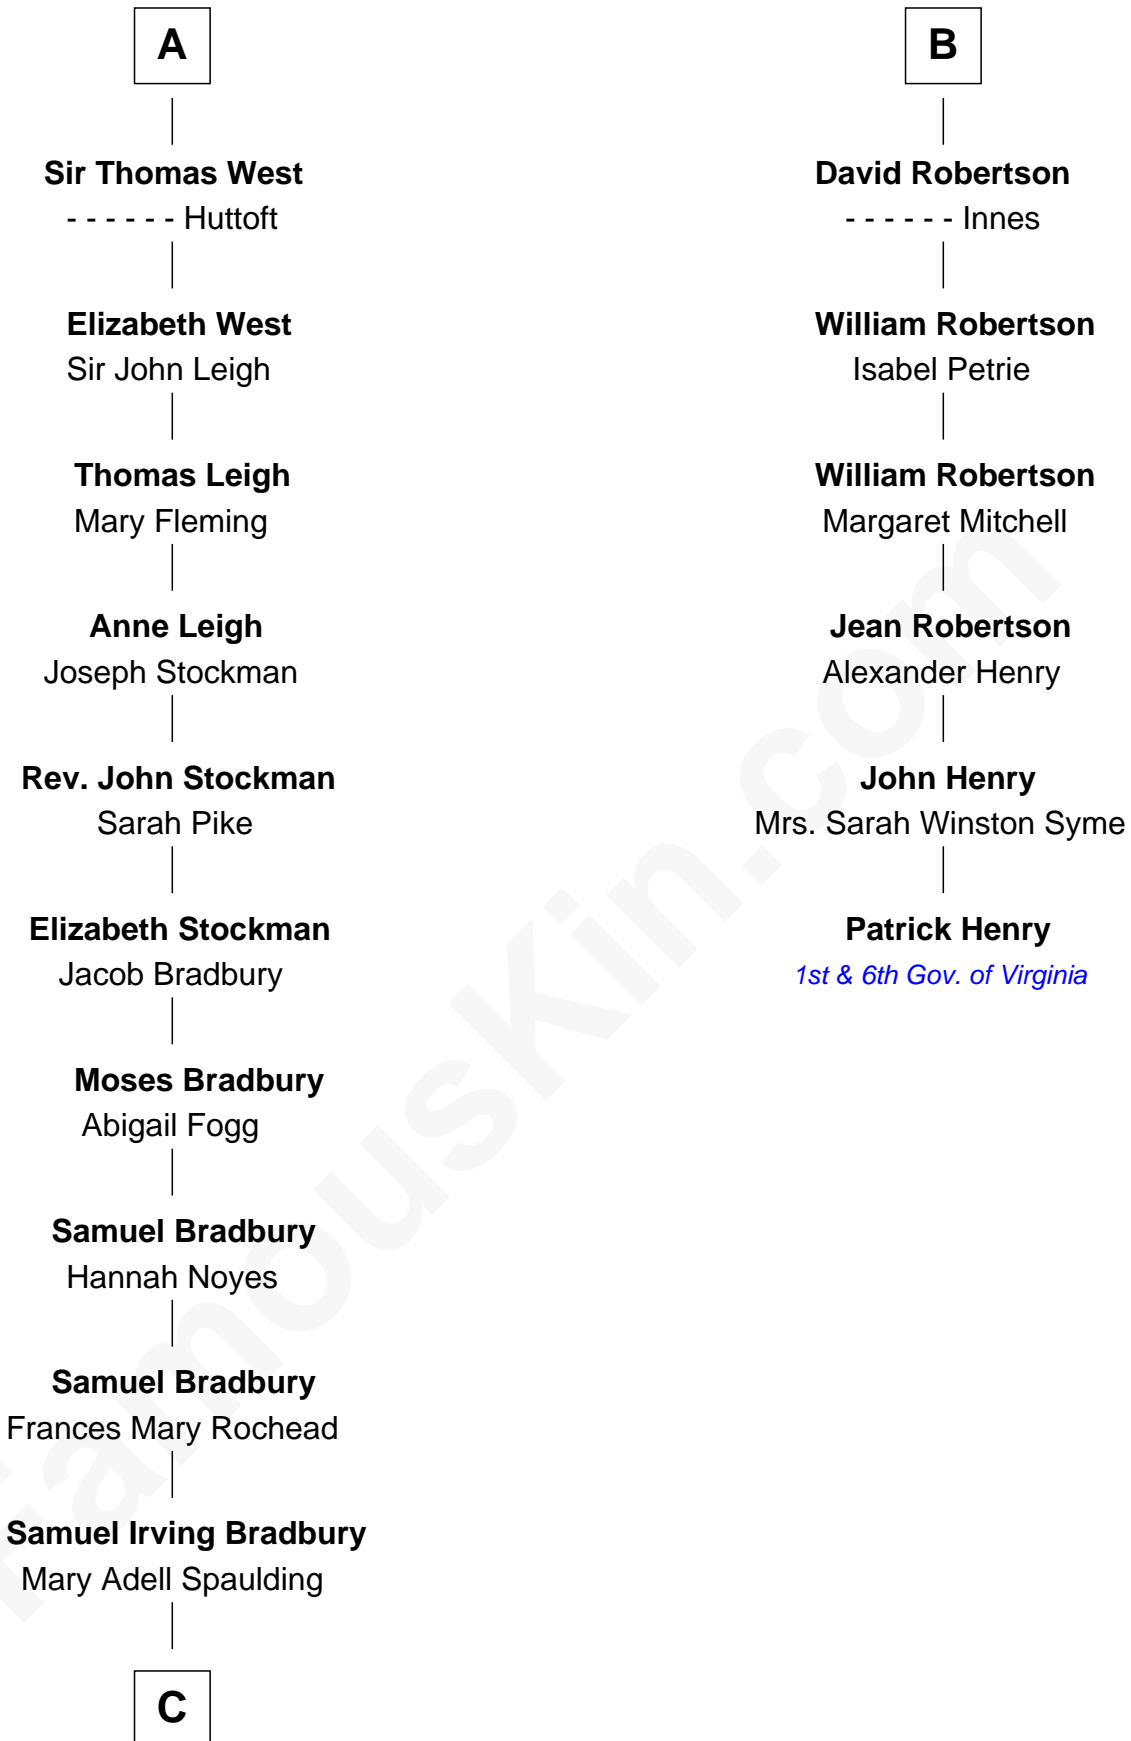 A
Sir Thomas West
- - - - - - Huttoft
Elizabeth West
Sir John Leigh
Thomas Leigh
Mary Fleming
Anne Leigh
Joseph Stockman
Rev. John Stockman
Sarah Pike
Elizabeth Stockman
Jacob Bradbury
Moses Bradbury
Abigail Fogg
Samuel Bradbury
Hannah Noyes
Samuel Bradbury
Frances Mary Rochead
Samuel Irving Bradbury
Mary Adell Spaulding
C
B
David Robertson
- - - - - - Innes
William Robertson
Isabel Petrie
William Robertson
Margaret Mitchell
Jean Robertson
Alexander Henry
John Henry
Mrs. Sarah Winston Syme
Patrick Henry
1st & 6th Gov. of Virginia
FamousKin.com